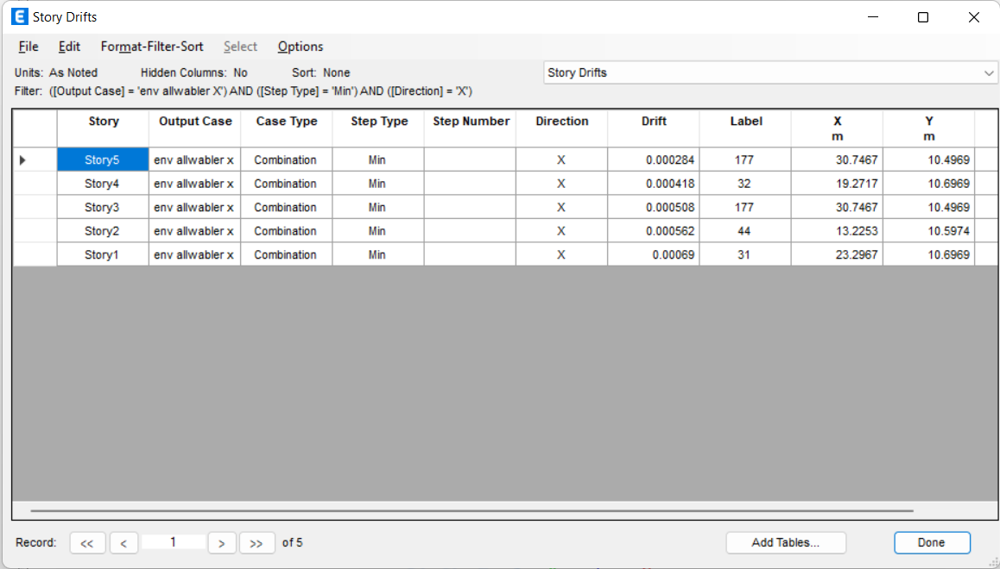 E Story Drifts
File Edit Format-Filter-Sort Select Options
Units: As Noted Hidden Columns: No Sort: None Story Drifts
Filter: ([Output Case] = 'env allwabler X') AND ([Step Type] = 'Min') AND ([Direction] = 'X')
Story Output Case Case Type Step Type Step Number Direction Drift Label X Y
m m
Story5 env allwabler x Combination Min X 0.000284 177 30.7467 10.4969
Story4 env allwabler x Combination Min X 0.000418 32 19.2717 10.6969
Story3 env allwabler x Combination Min X 0.000508 177 30.7467 10.4969
Story2 env allwabler x Combination Min X 0.000562 44 13.2253 10.5974
Story1 env allwabler x Combination Min X 0.00069 31 23.2967 10.6969
Record: << < 1 > >> of 5 Add Tables... Done